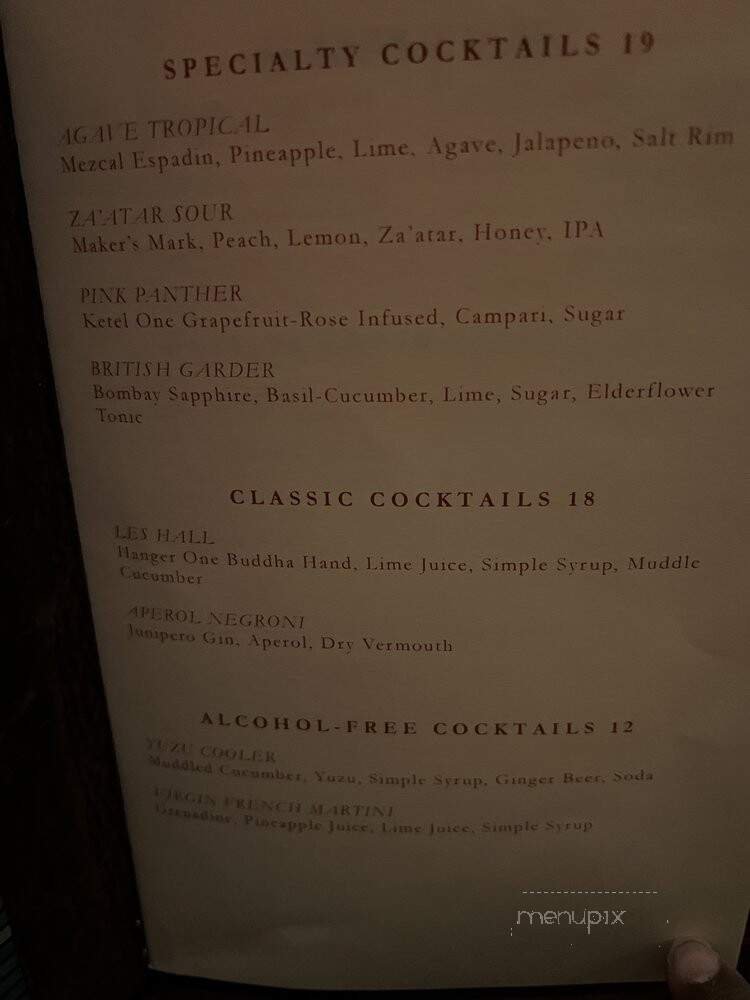 SPECIALTY COCKTAILS 19
AGAVE TROPICAL
Mezcal Espadin, Pineapple, Lime, Agave, Jalapeno, Salt Rim
ZA'ATAR SOUR
Maker's Mark, Peach, Lemon, Za'atar, Honey, IPA
PINK PANTHER
Ketel One Grapefruit-Rose Infused, Campari, Sugar
BRITISH GARDER
Bombay Sapphire, Basil-Cucumber, Lime, Sugar, Elderflower
Tonic
CLASSIC COCKTAILS 18
LES HALL
Hanger One Buddha Hand, Lime Juice, Simple Syrup, Muddle
Cucumber
APEROL NEGRONI
Junipero Gin, Aperol, Dry Vermouth
ALCOHOL-FREE COCKTAILS 12
YUZU COOLER
Muddled Cucumber, Yuzu, Simple Syrup, Ginger Beer, Soda
VIRGIN FRENCH MARTINI
Grenadine, Pineapple Juice, Lime Juice, Simple Syrup
menupix